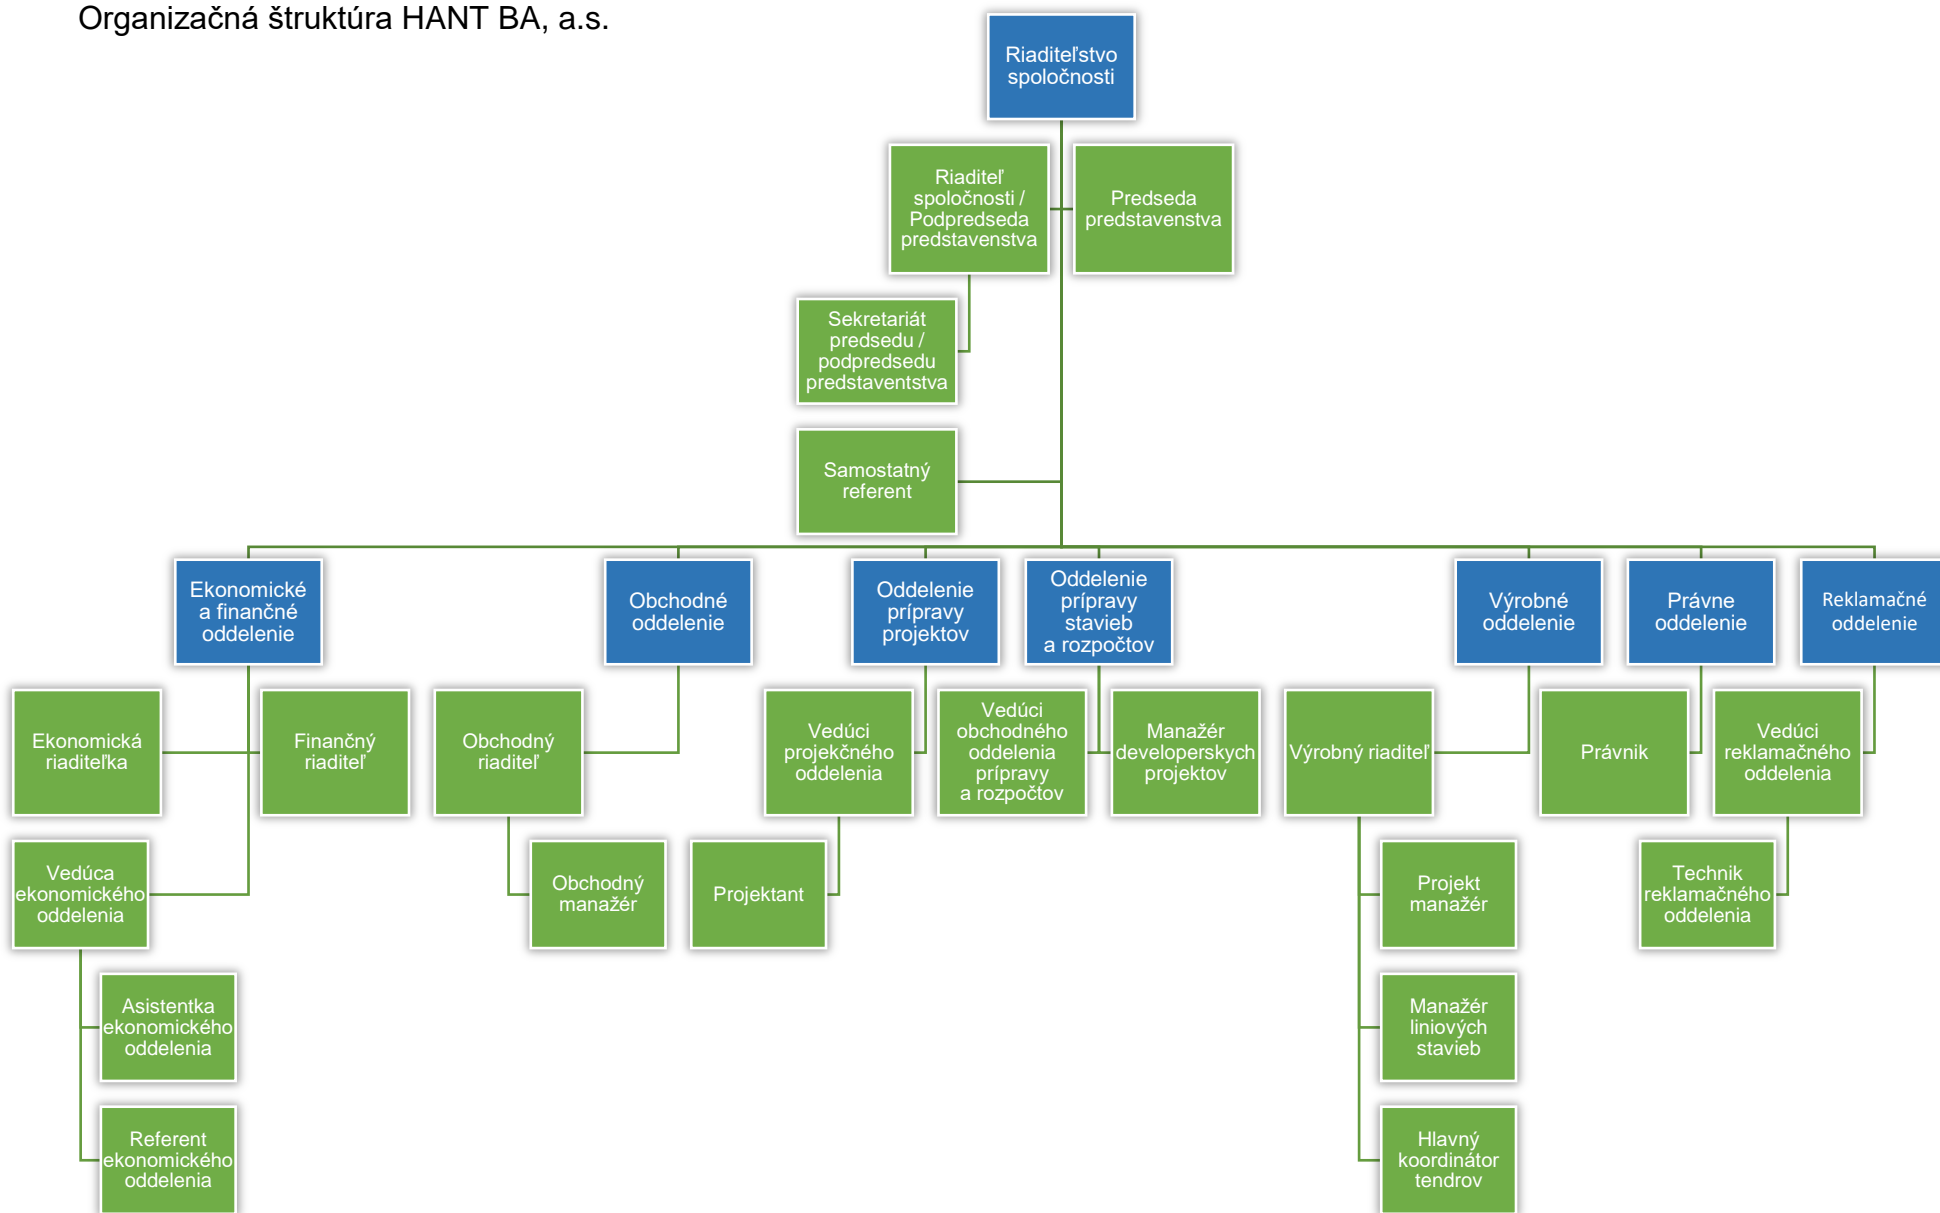 Organizačná štruktúra HANT BA, a.s.
Riaditeľstvo
spoločnosti
Riaditeľ
spoločnosti /
Podpredseda
predstavenstva
Predseda
predstavenstva
Sekretariát
predsedu /
podpredsedu
predstaventstva
Samostatný
referent
Ekonomické
a finančné
oddelenie
Obchodné
oddelenie
Oddelenie
prípravy
projektov
Oddelenie
prípravy
stavieb
a rozpočtov
Výrobné
oddelenie
Právne
oddelenie
Reklamačné
oddelenie
Ekonomická
riaditeľka
Finančný
riaditeľ
Obchodný
riaditeľ
Vedúci
projekčného
oddelenia
Vedúci
obchodného
oddelenia
prípravy
a rozpočtov
Manažér
developerskych
projektov
Výrobný riaditeľ
Právnik
Vedúci
reklamačného
oddelenia
Vedúca
ekonomického
oddelenia
Obchodný
manažér
Projektant
Projekt
manažér
Technik
reklamačného
oddelenia
Asistentka
ekonomického
oddelenia
Manažér
liniových
stavieb
Referent
ekonomického
oddelenia
Hlavný
koordinátor
tendrov